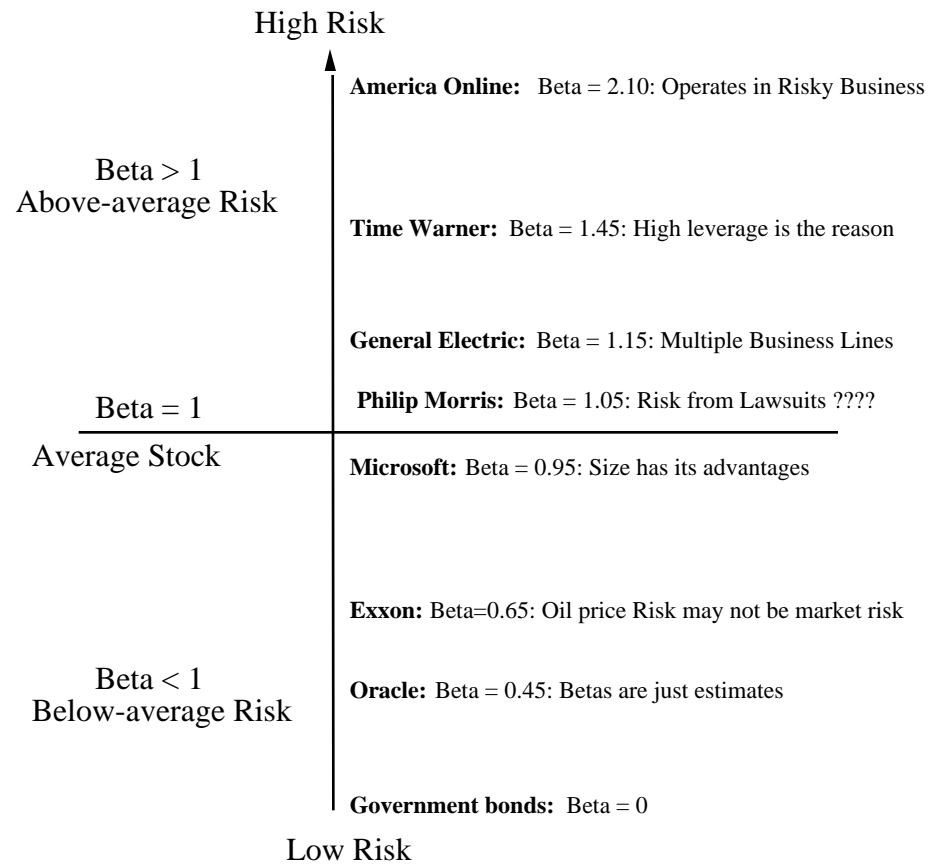 High Risk
America Online: Beta = 2.10: Operates in Risky Business
Beta > 1
Above-average Risk
Time Warner: Beta = 1.45: High leverage is the reason
General Electric: Beta = 1.15: Multiple Business Lines
Beta = 1
Philip Morris: Beta = 1.05: Risk from Lawsuits ????
Average Stock
Microsoft: Beta = 0.95: Size has its advantages
Exxon: Beta=0.65: Oil price Risk may not be market risk
Beta < 1
Below-average Risk
Oracle: Beta = 0.45: Betas are just estimates
Government bonds: Beta = 0
Low Risk